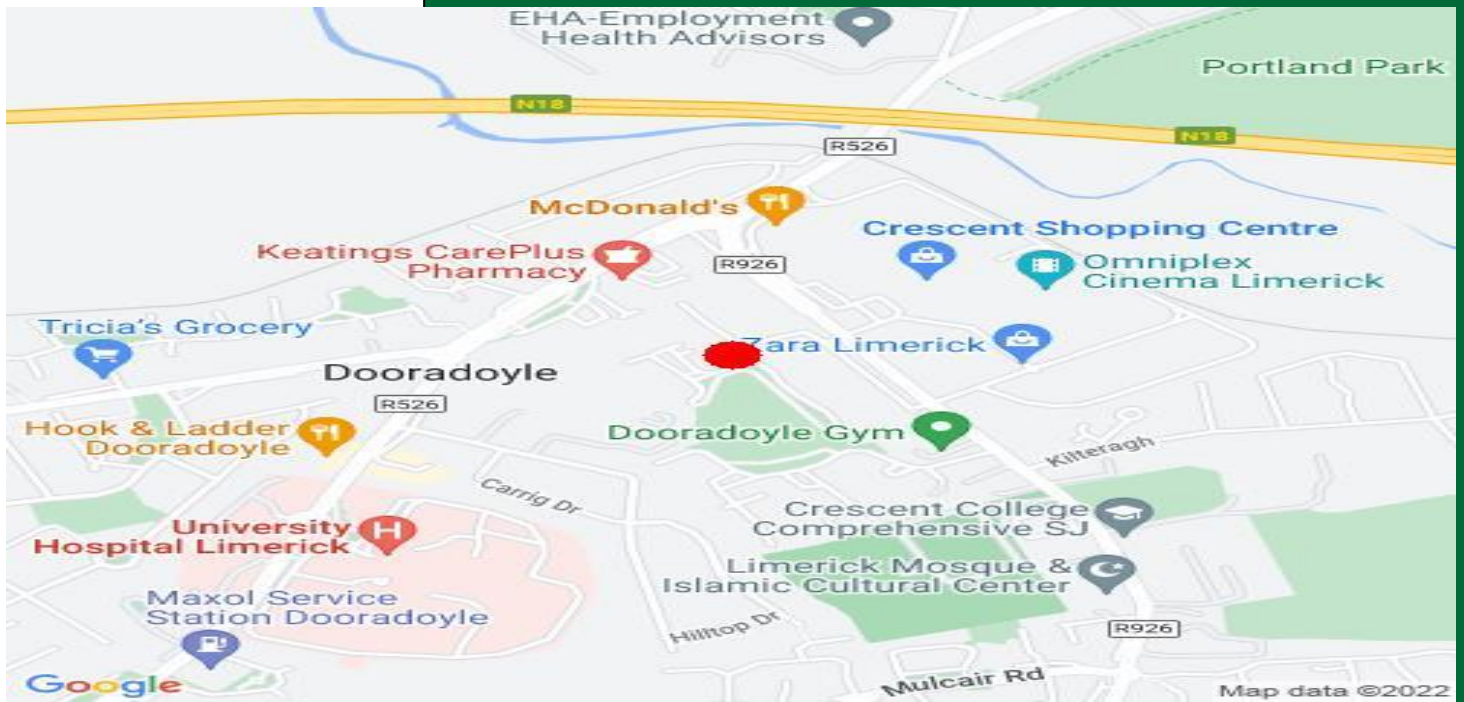 EHA-Employment
Health Advisors
Portland Park
N18
N18
R526
McDonald's
Crescent Shopping Centre
Keatings CarePlus
Pharmacy
R926
Omniplex
Cinema Limerick
Tricia's Grocery
Zara Limerick
Dooradoyle
R526
Hook & Ladder
Dooradoyle
Dooradoyle Gym
Kilteragh
Carrig Dr
Crescent College
Comprehensive SJ
University
Hospital Limerick
H
Limerick Mosque &
Islamic Cultural Center
Maxol Service
Station Dooradoyle
Hilltop Dr
R926
Mulcair Rd
Google
Map data ©2022